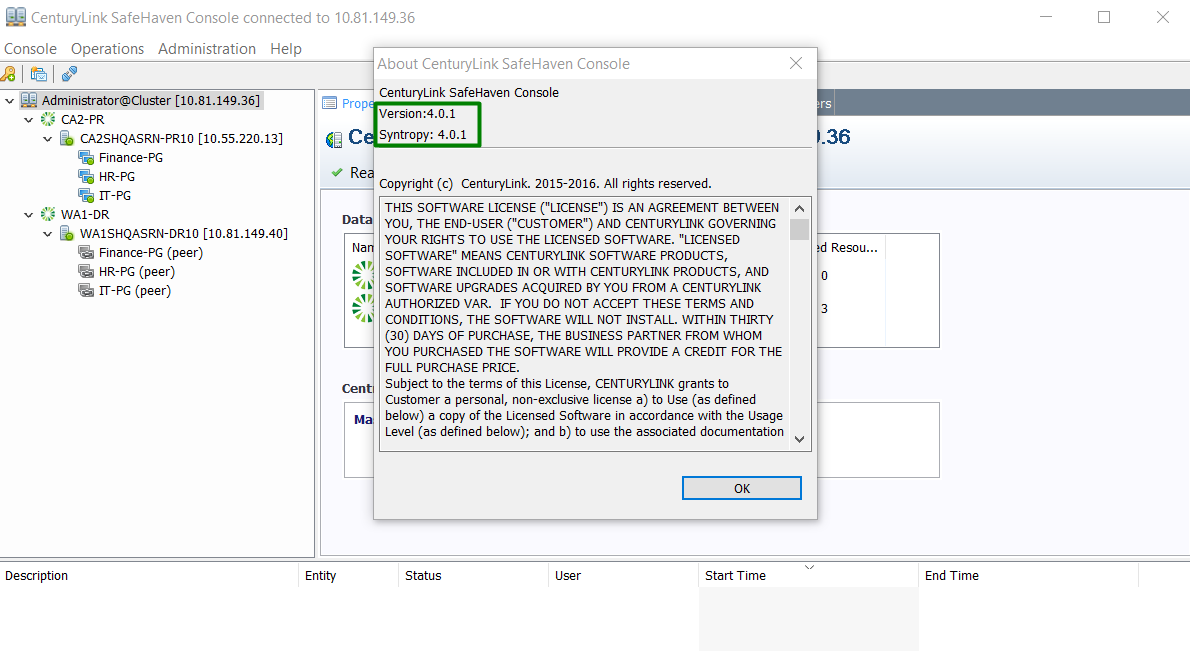 CenturyLink SafeHaven Console connected to 10.81.149.36
Console Operations Administration Help
About CenturyLink SafeHaven Console
CenturyLink SafeHaven Console
Version:4.0.1
Syntropy: 4.0.1
Copyright (c) CenturyLink. 2015-2016. All rights reserved.
THIS SOFTWARE LICENSE ("LICENSE") IS AN AGREEMENT BETWEEN
YOU, THE END-USER ("CUSTOMER") AND CENTURYLINK GOVERNING
YOUR RIGHTS TO USE THE LICENSED SOFTWARE. "LICENSED
SOFTWARE" MEANS CENTURYLINK SOFTWARE PRODUCTS,
SOFTWARE INCLUDED IN OR WITH CENTURYLINK PRODUCTS, AND
SOFTWARE UPGRADES ACQUIRED BY YOU FROM A CENTURYLINK
AUTHORIZED VAR. IF YOU DO NOT ACCEPT THESE TERMS AND
CONDITIONS, THE SOFTWARE WILL NOT INSTALL. WITHIN THIRTY
(30) DAYS OF PURCHASE, THE BUSINESS PARTNER FROM WHOM
YOU PURCHASED THE SOFTWARE WILL PROVIDE A CREDIT FOR THE
FULL PURCHASE PRICE.
Subject to the terms of this License, CENTURYLINK grants to
Customer a personal, non-exclusive license a) to Use (as defined
below) a copy of the Licensed Software in accordance with the Usage
Level (as defined below); and b) to use the associated documentation
OK
Administrator@Cluster [10.81.149.36]
CA2-PR
CA2SHQASRN-PR10 [10.55.220.13]
Finance-PG
HR-PG
IT-PG
WA1-DR
WA1SHQASRN-DR10 [10.81.149.40]
Finance-PG (peer)
HR-PG (peer)
IT-PG (peer)
Prope
ers
Ce
9.36
Rea
Data
Nan
ed Resou...
0
3
Cent
Ma
Description Entity Status User Start Time End Time